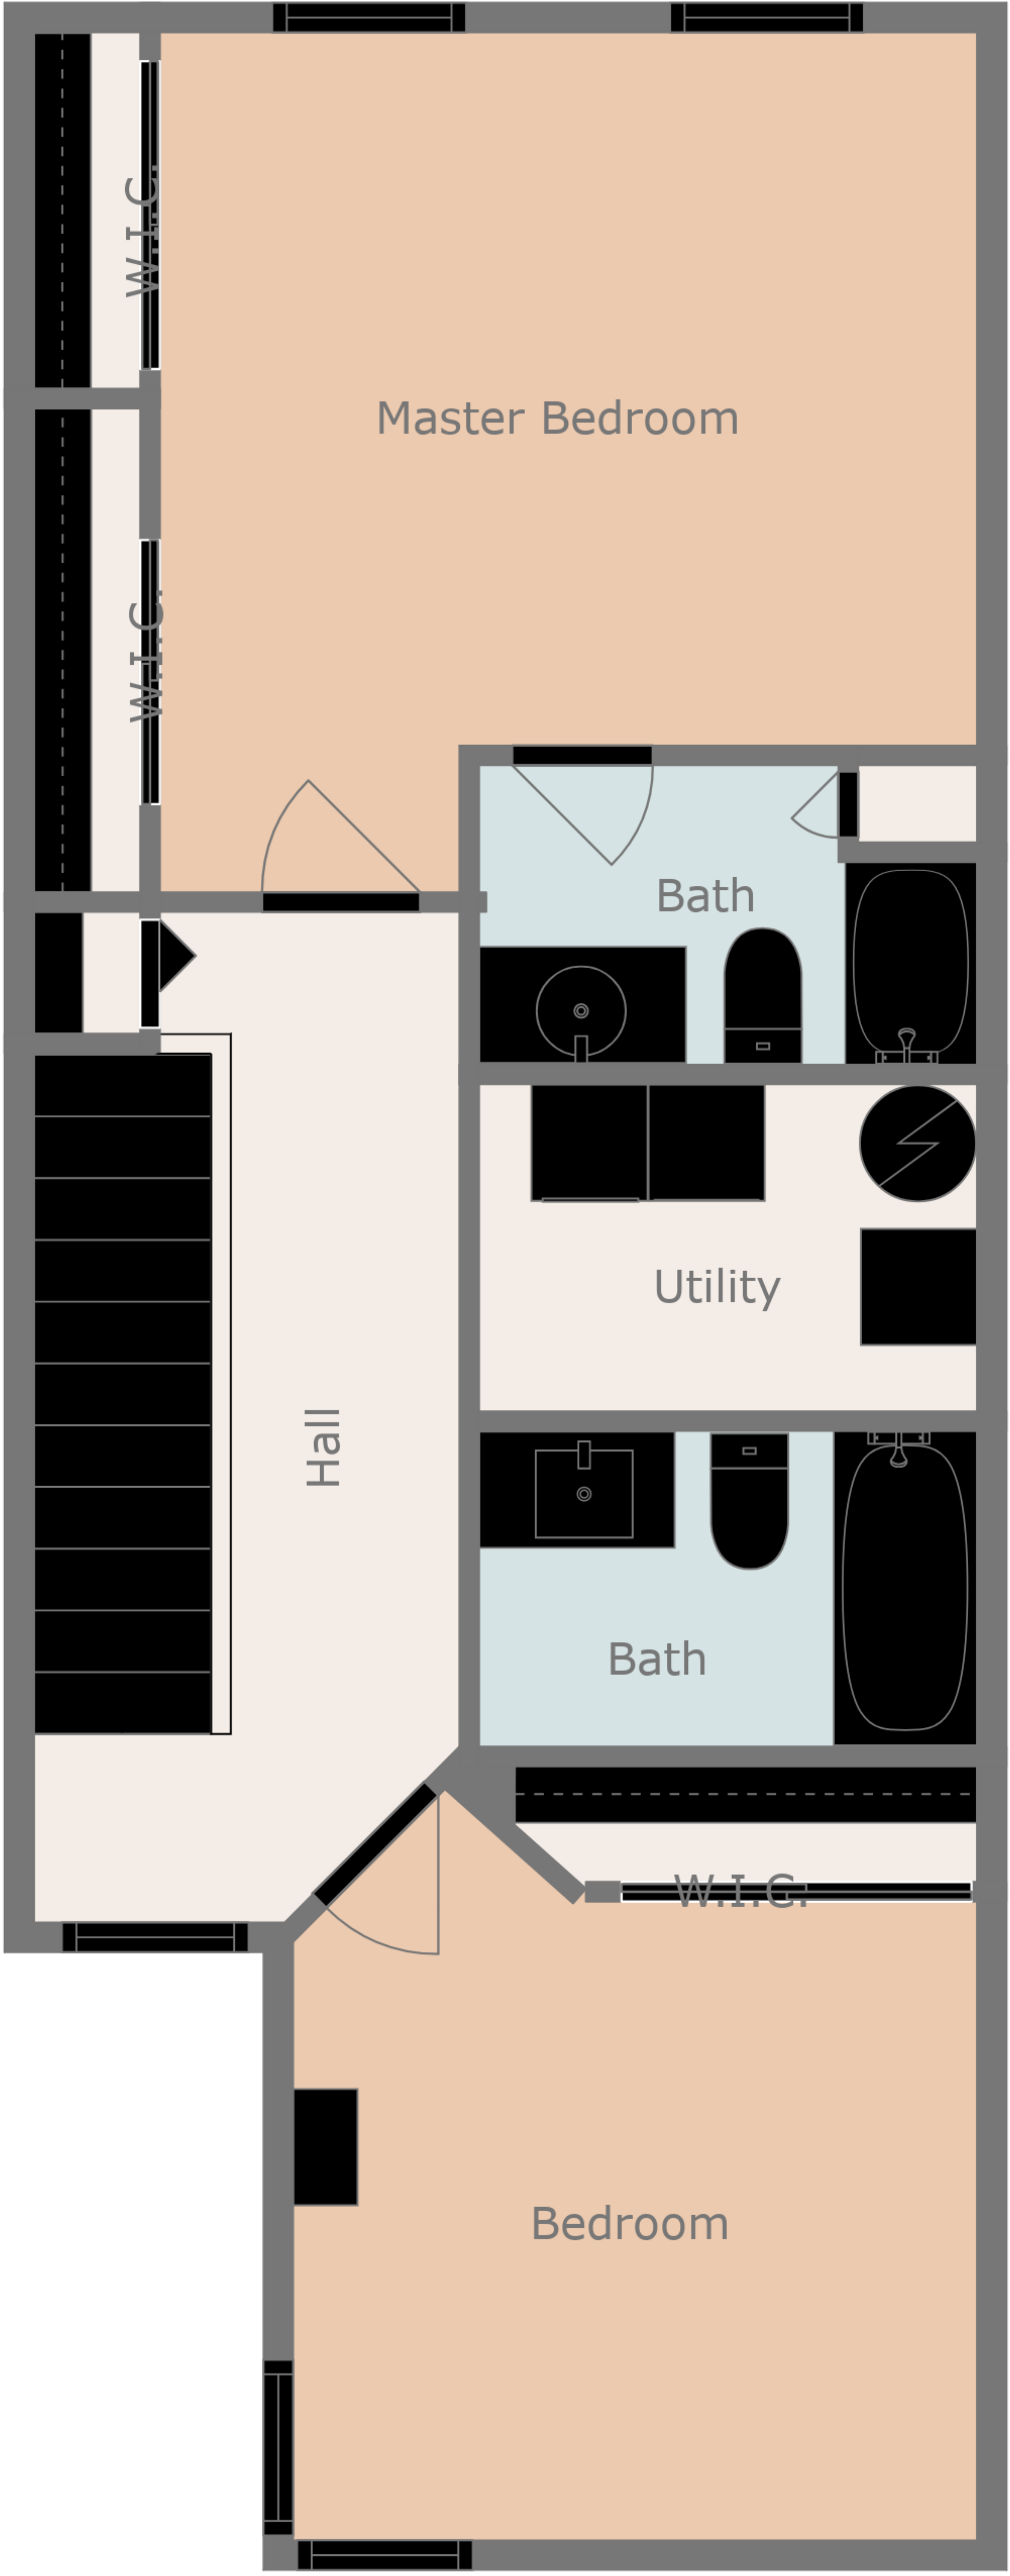 W.I.C.
Master Bedroom
W.I.C.
Bath
Utility
Hall
Bath
W.I.C.
Bedroom